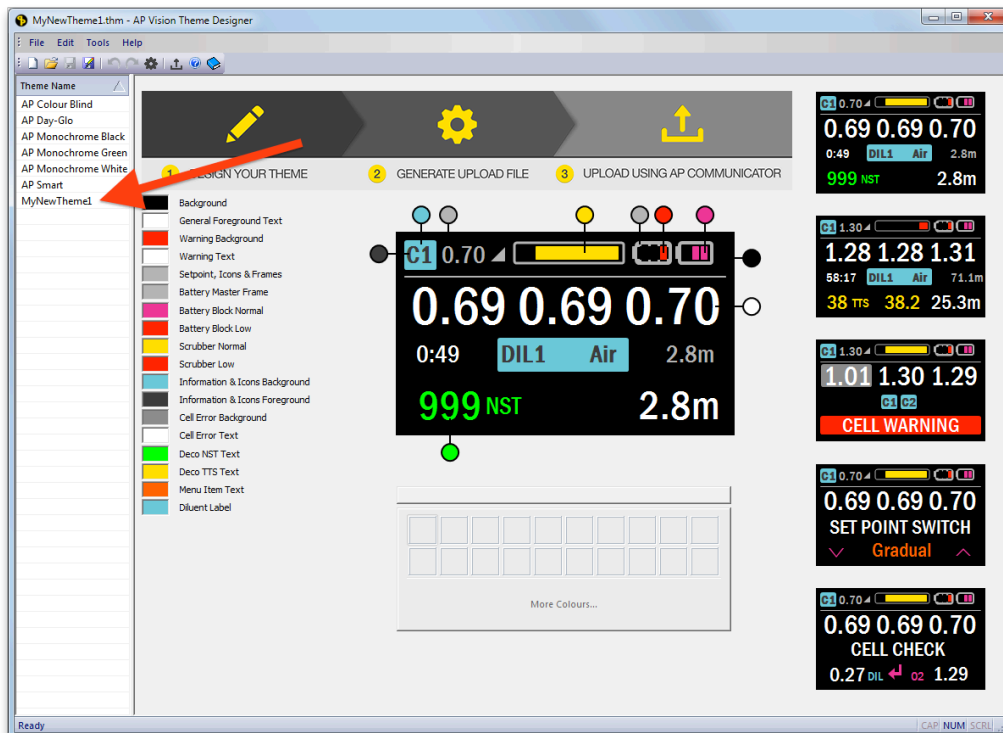 MyNewTheme1.thm - AP Vision Theme Designer
File Edit Tools Help
Theme Name
AP Colour Blind
AP Day-Glo
AP Monochrome Black
AP Monochrome Green
AP Monochrome White
AP Smart
MyNewTheme1
1 DESIGN YOUR THEME
2 GENERATE UPLOAD FILE
3 UPLOAD USING AP COMMUNICATOR
Background
General Foreground Text
Warning Background
Warning Text
Setpoint, Icons & Frames
Battery Master Frame
Battery Block Normal
Battery Block Low
Scrubber Normal
Scrubber Low
Information & Icons Background
Information & Icons Foreground
Cell Error Background
Cell Error Text
Deco NST Text
Deco TTS Text
Menu Item Text
Diluent Label
C1 0.70
0.69 0.69 0.70
0:49 DIL1 Air 2.8m
999 NST 2.8m
More Colours...
C1 0.70
0.69 0.69 0.70
0:49 DIL1 Air 2.8m
999 NST 2.8m
C1 1.30
1.28 1.28 1.31
58:17 DIL1 Air 71.1m
38 TTS 38.2 25.3m
C1 1.30
1.01 1.30 1.29
C1 C2
CELL WARNING
C1 0.70
0.69 0.69 0.70
SET POINT SWITCH
Gradual
C1 0.70
0.69 0.69 0.70
CELL CHECK
0.27 DIL O2 1.29
Ready
CAP NUM SCRL